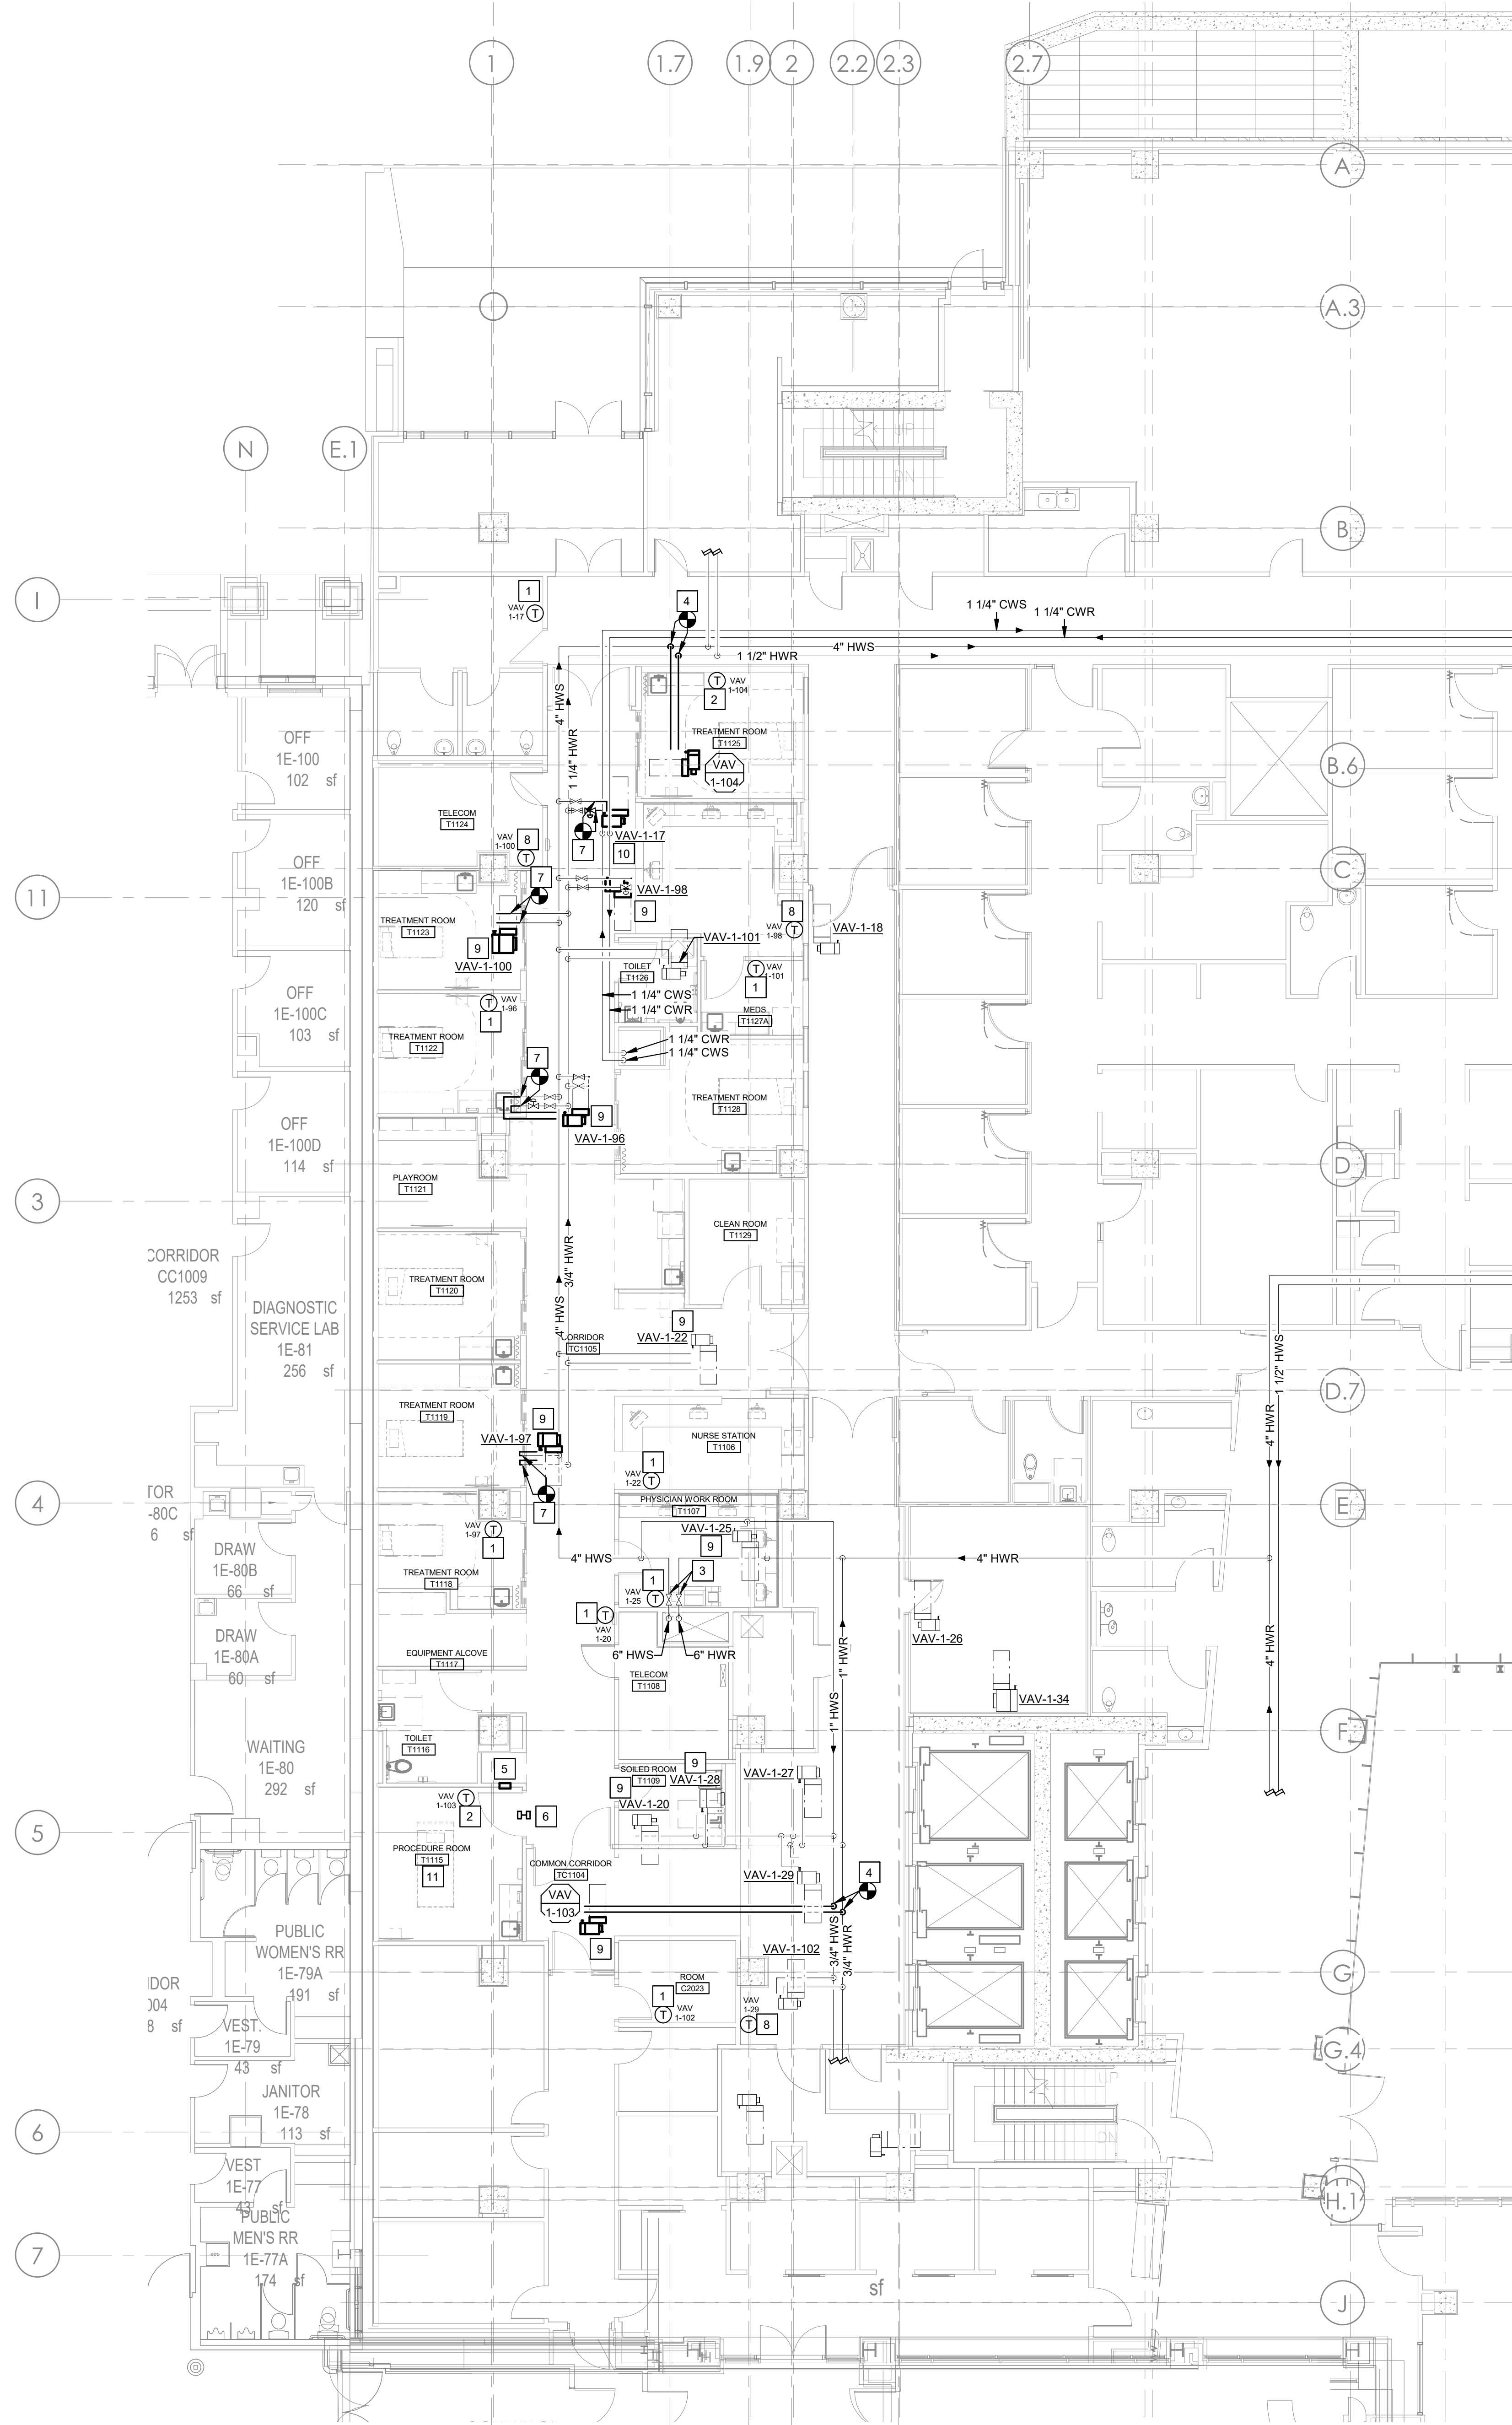 1
1.7
1.9
2
2.2
2.3
2.7
A
A.3
UP
DN
N
E.1
B
I
1
VAV
1-17
T
4
1 1/4" CWS
1 1/4" CWR
4" HWS
1 1/2" HWR
4" HWS
1 1/4" HWR
T
VAV
1-104
2
TREATMENT ROOM
T1125
VAV
1-104
B.6
OFF
1E-100
102 sf
TELECOM
T1124
VAV
1-100
8
T
7
7
VAV-1-17
10
OFF
1E-100B
120 sf
11
C
VAV-1-98
9
TREATMENT ROOM
T1123
9
VAV-1-100
8
VAV
1-98
T
VAV-1-18
VAV-1-101
TOILET
T1126
T
VAV
1-101
1
MEDS
T1127A
OFF
1E-100C
103 sf
T
VAV
1-96
1
TREATMENT ROOM
T1122
1 1/4" CWS
1 1/4" CWR
1 1/4" CWR
1 1/4" CWS
7
9
VAV-1-96
TREATMENT ROOM
T1128
OFF
1E-100D
114 sf
D
3
PLAYROOM
T1121
CLEAN ROOM
T1129
CORRIDOR
CC1009
1253 sf
DIAGNOSTIC
SERVICE LAB
1E-81
256 sf
TREATMENT ROOM
T1120
4" HWS
3/4" HWR
9
VAV-1-22
CORRIDOR
TC1105
4" HWR
1 1/2" HWS
D.7
TREATMENT ROOM
T1119
9
VAV-1-97
7
NURSE STATION
T1106
1
VAV
1-22
T
4
TOR
-80C
6 sf
E
PHYSICIAN WORK ROOM
T1107
VAV
1-97
T
1
VAV-1-25
9
4" HWS
4" HWR
DRAW
1E-80B
66 sf
TREATMENT ROOM
T1118
1
VAV
1-25
T
3
1
T
VAV
1-20
VAV-1-26
DRAW
1E-80A
60 sf
EQUIPMENT ALCOVE
T1117
6" HWS
6" HWR
TELECOM
T1108
1" HWS
1" HWR
4" HWR
VAV-1-34
F
TOILET
T1116
WAITING
1E-80
292 sf
5
VAV
1-103
T
2
6
SOILED ROOM
T1109
9
9
VAV-1-28
VAV-1-20
VAV-1-27
5
PROCEDURE ROOM
T1115
11
COMMON CORRIDOR
TC1104
VAV
1-103
9
VAV-1-29
4
3/4" HWS
3/4" HWR
VAV-1-102
PUBLIC
WOMEN'S RR
1E-79A
191 sf
IDOR
004
8 sf
ROOM
C2023
1
T
VAV
1-102
VAV
1-29
T
8
G
VEST.
1E-79
43 sf
G.4
JANITOR
1E-78
113 sf
UP
DN
6
VEST
1E-77
43 sf
H.1
PUBLIC
MEN'S RR
1E-77A
174 sf
7
sf
J